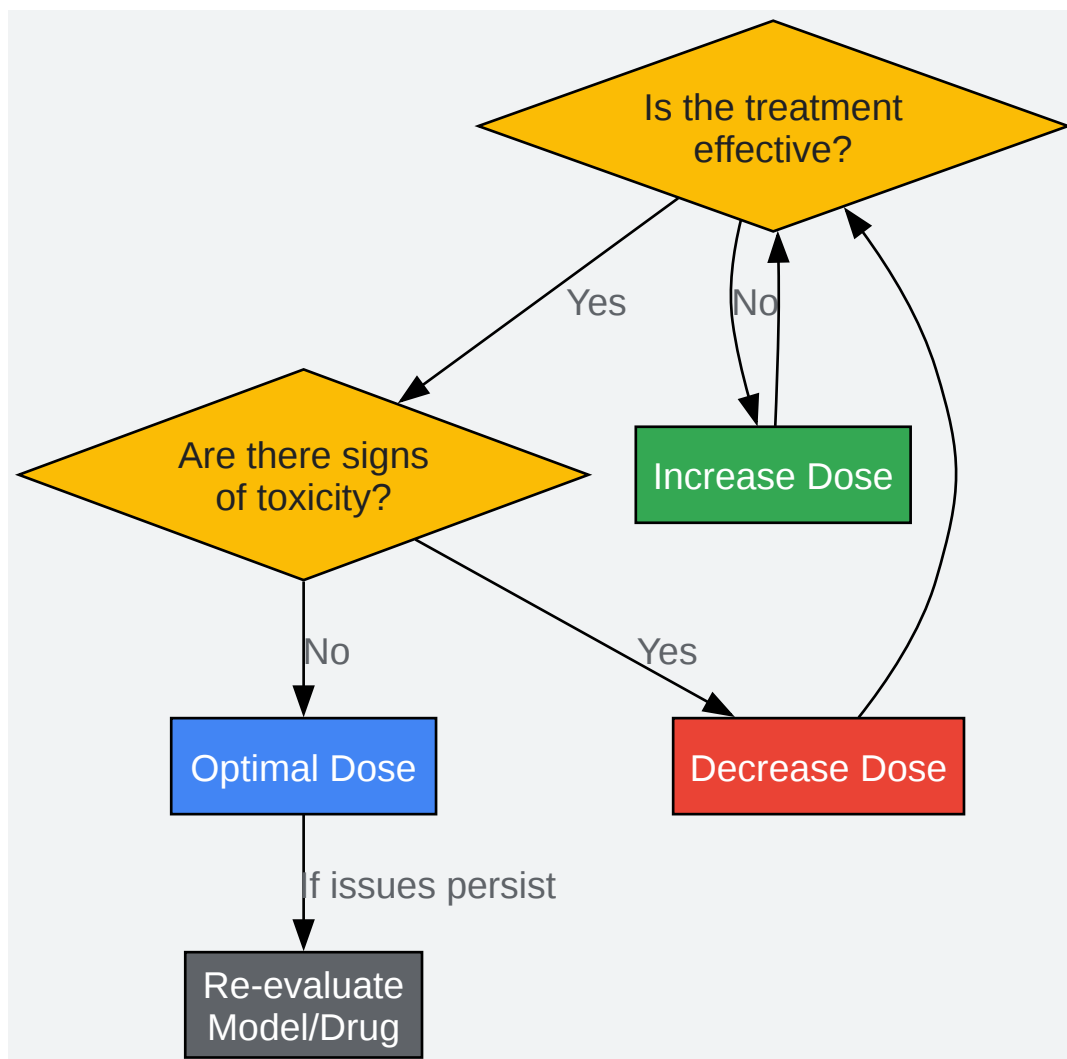 Is the treatment
effective?
Yes
No
Are there signs
of toxicity?
Increase Dose
No
Yes
Optimal Dose
Decrease Dose
If issues persist
Re-evaluate
Model/Drug